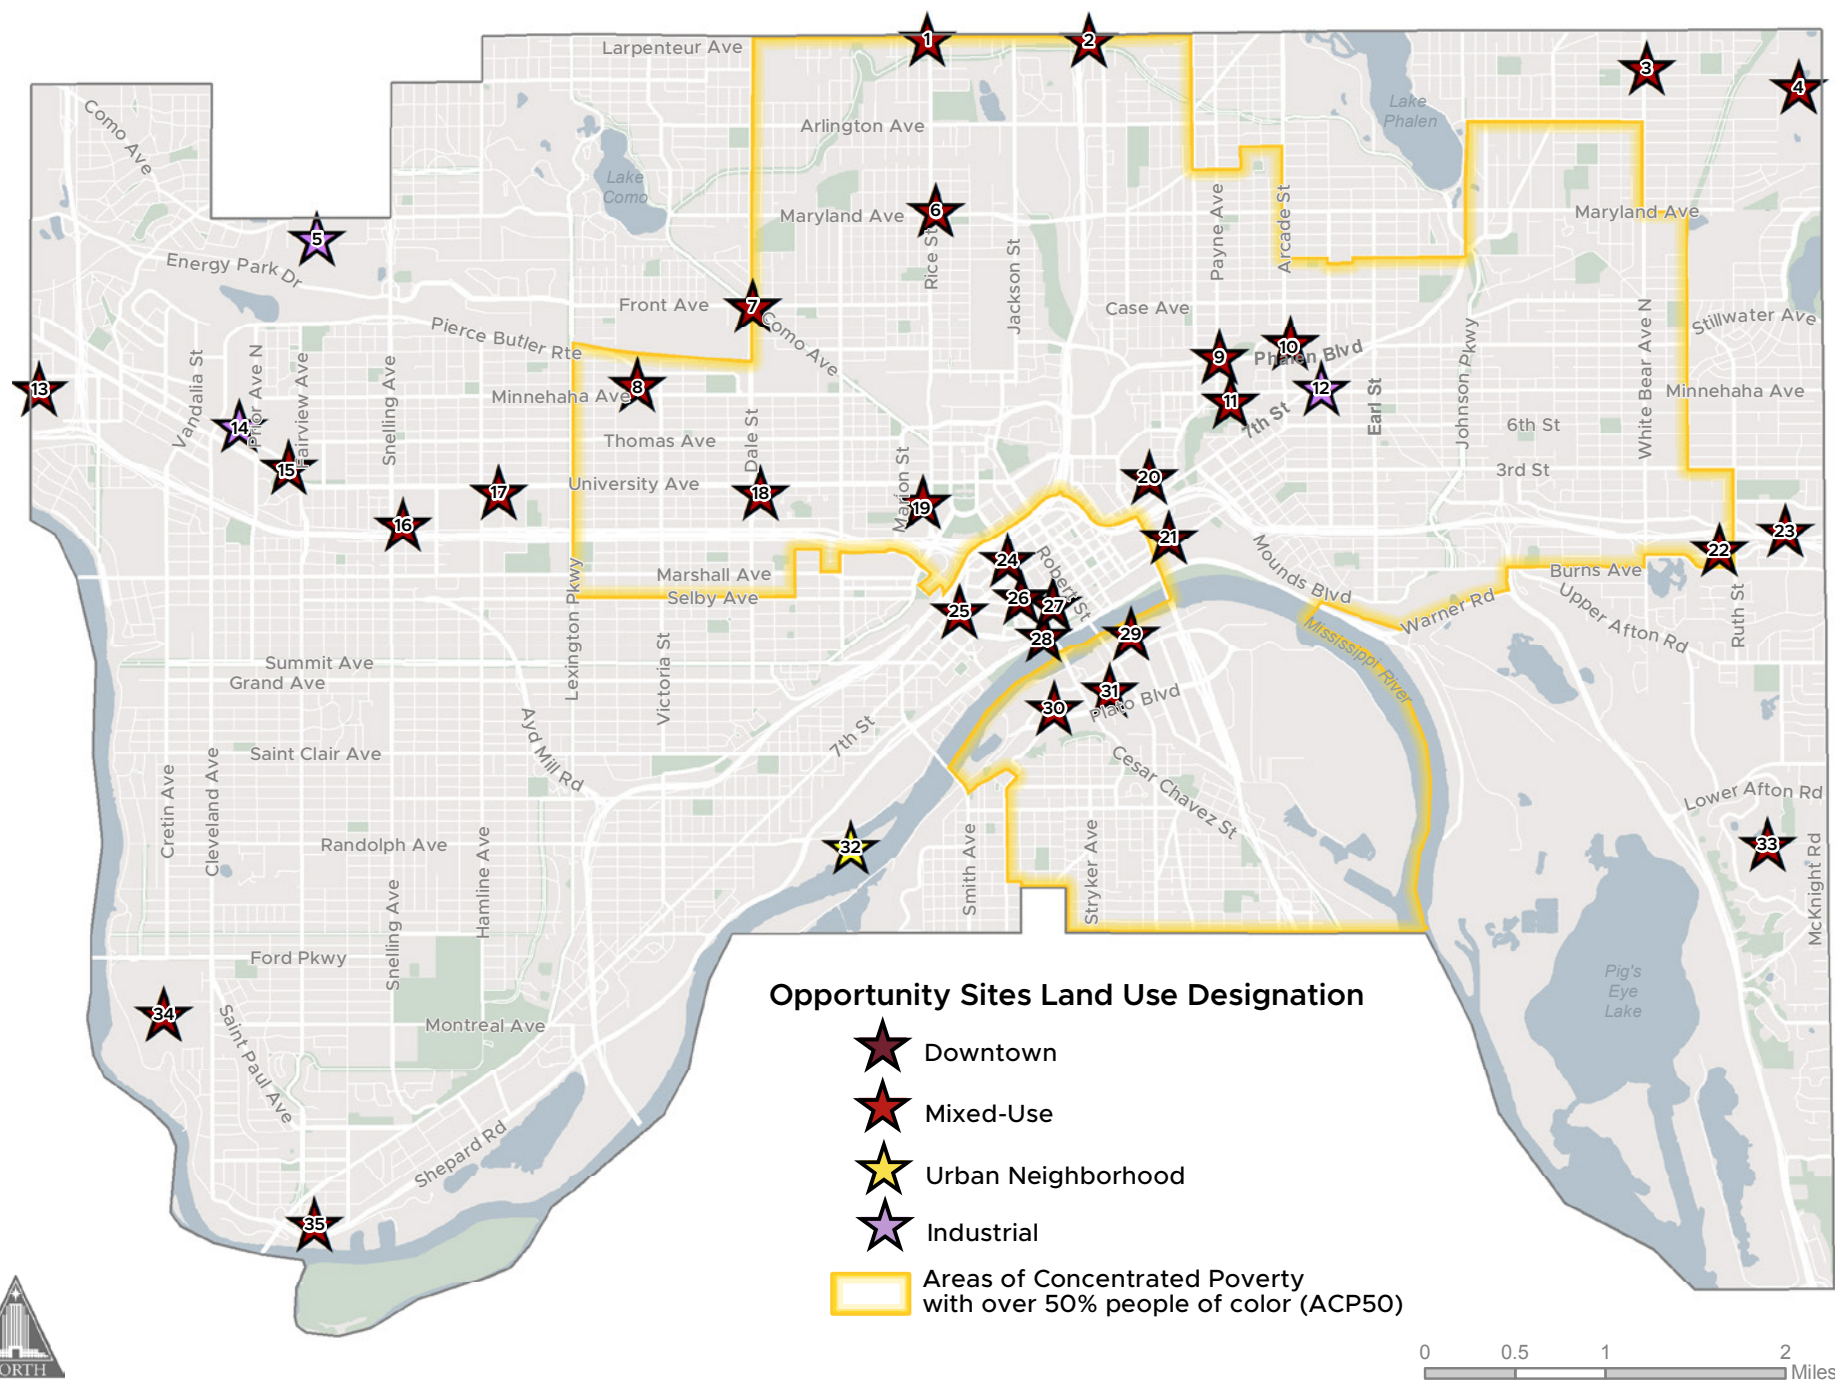 Larpenteur Ave
1
2
3
4
Como Ave
Lake
Phalen
Arlington Ave
Lake
Como
Maryland Ave
6
Rice St
Jackson St
Payne Ave
Arcade St
Maryland Ave
5
Energy Park Dr
Front Ave
7
Como Ave
Case Ave
Pierce Butler Rte
Stillwater Ave
Vandalia St
Prior Ave N
Fairview Ave
Snelling Ave
9
10
Phalen Blvd
Johnson Pkwy
White Bear Ave N
13
Minnehaha Ave
8
11
12
Earl St
Minnehaha Ave
14
7th St
6th St
Thomas Ave
Dale St
15
3rd St
University Ave
Marion St
20
17
18
19
16
21
22
23
Mounds Blvd
24
Robert St
Burns Ave
Marshall Ave
Selby Ave
Lexington Pkwy
25
26
27
28
29
Warner Rd
Upper Afton Rd
Ruth St
Mississippi River
Summit Ave
Grand Ave
Victoria St
30
31
Plato Blvd
7th St
Ayd Mill Rd
Saint Clair Ave
Cesar Chavez St
Cretin Ave
Cleveland Ave
Lower Afton Rd
Randolph Ave
Hamline Ave
32
Smith Ave
Stryker Ave
33
McKnight Rd
Snelling Ave
Ford Pkwy
Pig's
Eye
Lake
34
Saint Paul Ave
Montreal Ave
Shepard Rd
35
Opportunity Sites Land Use Designation
Downtown
Mixed-Use
Urban Neighborhood
Industrial
Areas of Concentrated Poverty
with over 50% people of color (ACP50)
ORTH
0 0.5 1 2
Miles